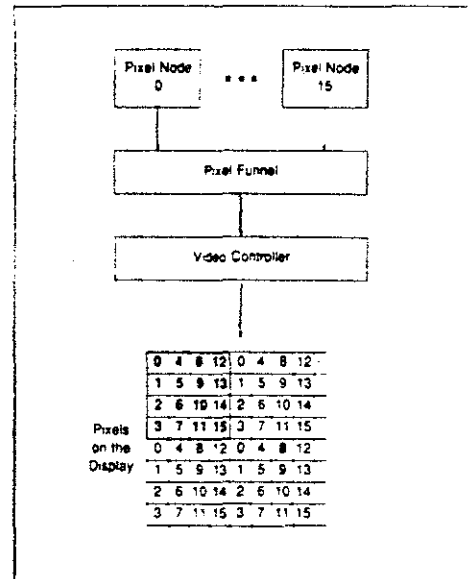 Pixel Node Pixel Node
0 • • • 15
Pixel Funnel
Video Controller
0 4 8 12 0 4 8 12
1 5 9 13 1 5 9 13
2 6 10 14 2 6 10 14
3 7 11 15 3 7 11 15
0 4 8 12 0 4 8 12
1 5 9 13 1 5 9 13
2 6 10 14 2 6 10 14
3 7 11 15 3 7 11 15
Pixels
on the
Display